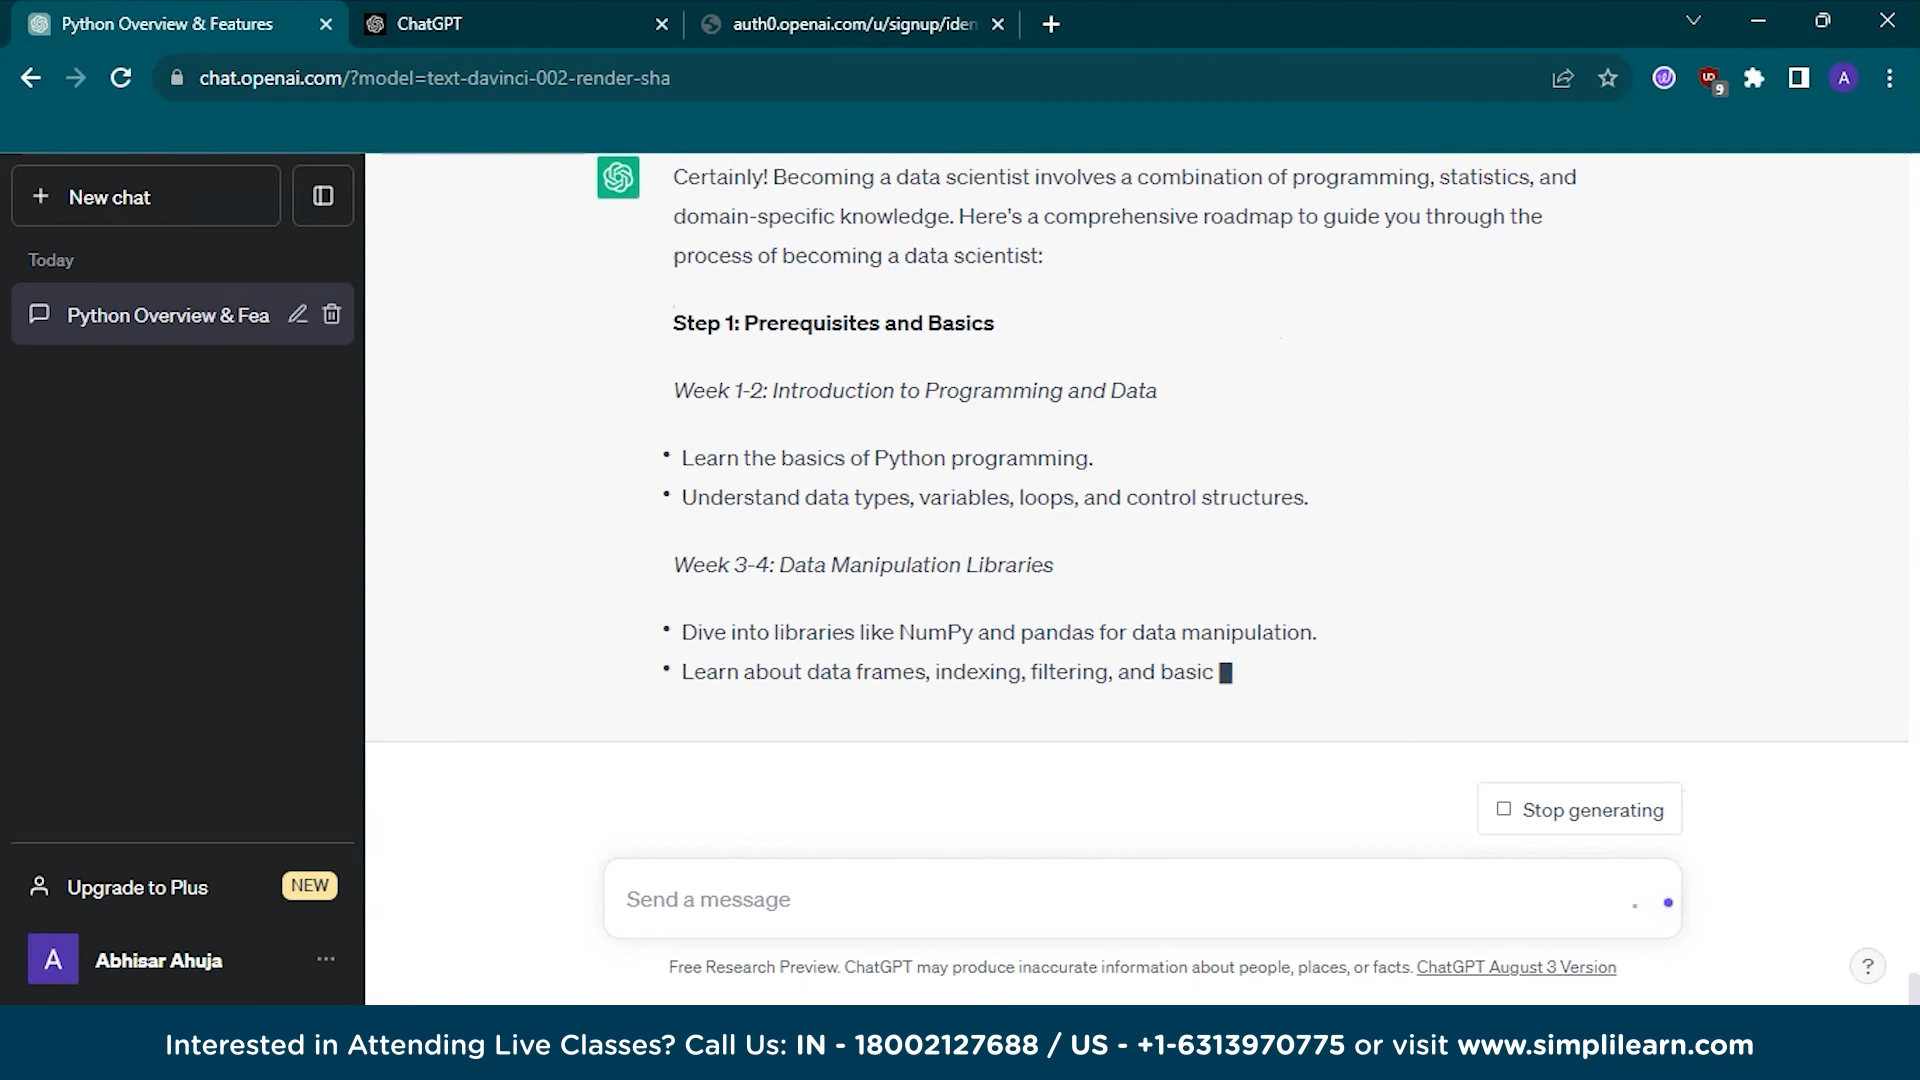 Python Overview & Features
ChatGPT
auth0.openai.com/u/signup/iden
chat.openai.com/?model=text-davinci-002-render-sha
9
A
New chat
Today
Python Overview & Fea
Certainly! Becoming a data scientist involves a combination of programming, statistics, and
domain-specific knowledge. Here's a comprehensive roadmap to guide you through the
process of becoming a data scientist:
Step 1: Prerequisites and Basics
Week 1-2: Introduction to Programming and Data
• Learn the basics of Python programming.
• Understand data types, variables, loops, and control structures.
Week 3-4: Data Manipulation Libraries
• Dive into libraries like NumPy and pandas for data manipulation.
• Learn about data frames, indexing, filtering, and basic
Stop generating
Send a message
Upgrade to Plus NEW
A Abhisar Ahuja
Free Research Preview. ChatGPT may produce inaccurate information about people, places, or facts. ChatGPT August 3 Version
?
Interested in Attending Live Classes? Call Us: IN - 18002127688 / US - +1-6313970775 or visit www.simplilearn.com